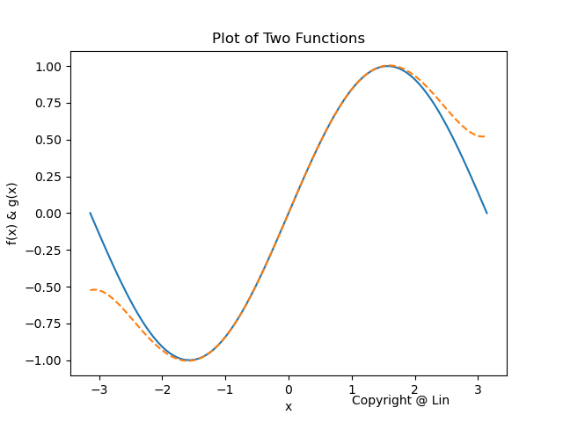 Plot of Two Functions
1.00
0.75
0.50
0.25
0.00
−0.25
−0.50
−0.75
−1.00
f(x) & g(x)
−3 −2 −1 0 1 2 3
x
Copyright @ Lin